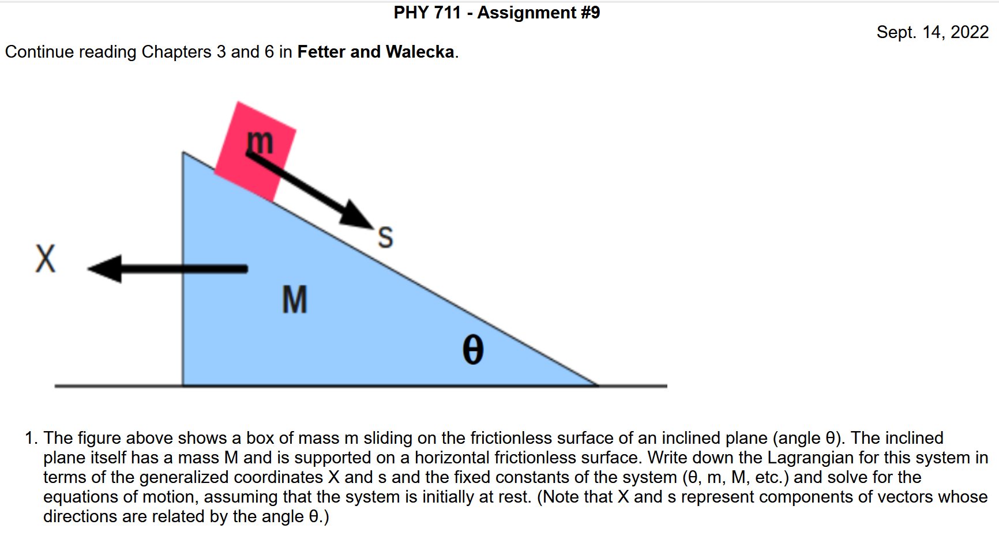 PHY 711 - Assignment #9
Sept. 14, 2022
Continue reading Chapters 3 and 6 in Fetter and Walecka.
m
s
X
M
θ
1. The figure above shows a box of mass m sliding on the frictionless surface of an inclined plane (angle θ). The inclined
plane itself has a mass M and is supported on a horizontal frictionless surface. Write down the Lagrangian for this system in
terms of the generalized coordinates X and s and the fixed constants of the system (θ, m, M, etc.) and solve for the
equations of motion, assuming that the system is initially at rest. (Note that X and s represent components of vectors whose
directions are related by the angle θ.)